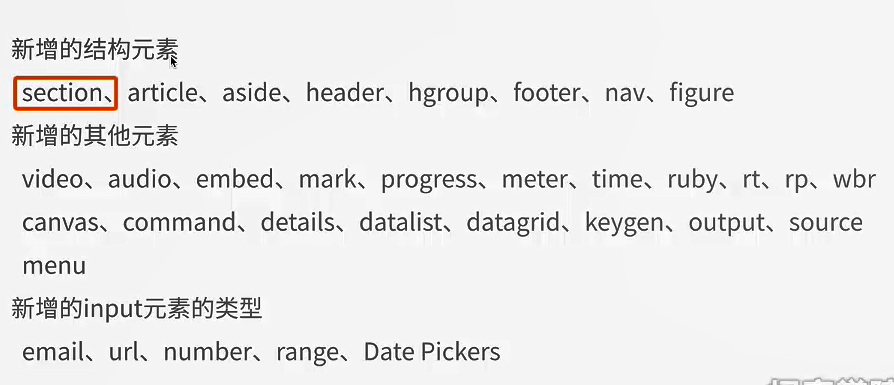 新增的结构元素
section、article、aside、header、hgroup、footer、nav、figure
新增的其他元素
video、audio、embed、mark、progress、meter、time、ruby、rt、rp、wbr
canvas、command、details、datalist、datagrid、keygen、output、source
menu
新增的input元素的类型
email、url、number、range、Date Pickers